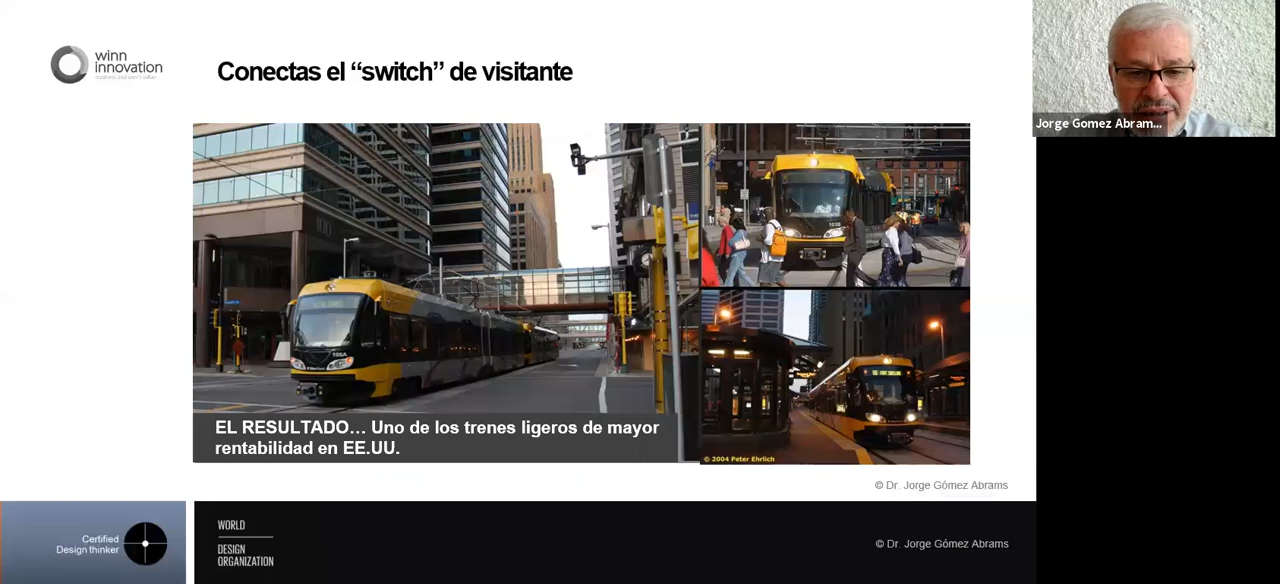 winn
innovation
Conectas el “switch” de visitante
Jorge Gomez Abram...
100
106A
EL RESULTADO... Uno de los trenes ligeros de mayor
rentabilidad en EE.UU.
© 2004 Peter Ehrlich
© Dr. Jorge Gómez Abrams
Certified
Design thinker
WORLD
DESIGN
ORGANIZATION
© Dr. Jorge Gómez Abrams